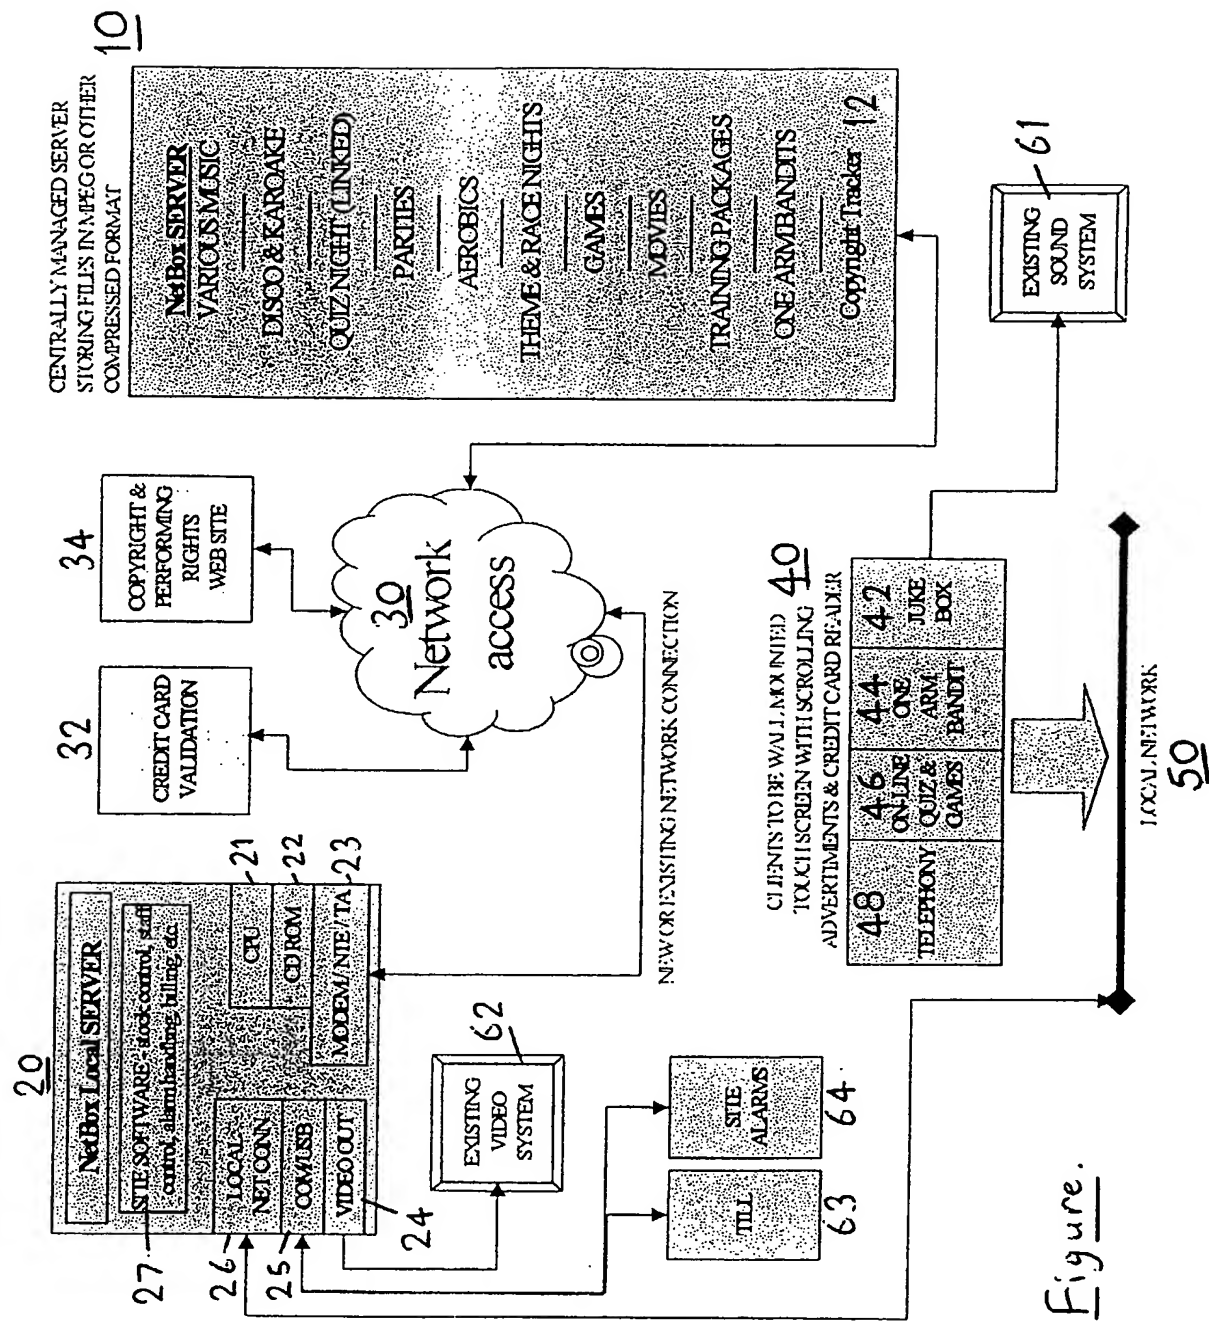 20
NetBox Local SERVER
SITE SOFTWARE - stock control, staff
control, alarm handling, billing, etc
27
26
LOCAL
NET CONN.
25
COM/USB
VIDEO OUT
24
CPU
21
CD ROM
22
MODEM / NTE / TA
23
32
CREDIT CARD
VALIDATION
34
COPYRIGHT &
PERFORMING
RIGHTS
WEB SITE
CENTRALLY MANAGED SERVER
STORING FILES IN MPEG OR OTHER
COMPRESSED FORMAT
10
NetBox SERVER
VARIOUS MUSIC
DISCO & KAROAKE
QUIZ NIGHT (LINKED)
PARTIES
AEROBICS
THEME & RACE NIGHTS
GAMES
MOVIES
TRAINING PACKAGES
ONE ARM BANDITS
Copyright Tracker 12
30
Network
access
NEW OR EXISTING NETWORK CONNECTION
EXISTING
VIDEO
SYSTEM
62
TILL
63
SITE
ALARMS
64
CLIENTS TO BE WALL MOUNTED
TOUCH SCREEN WITH SCROLLING
ADVERTIMENTS & CREDIT CARD READER
40
48
TELEPHONY
46
ON-LINE
QUIZ &
GAMES
44
ONE
ARM
BANDIT
42
JUKE
BOX
EXISTING
SOUND
SYSTEM
61
LOCAL NETWORK
50
Figure.